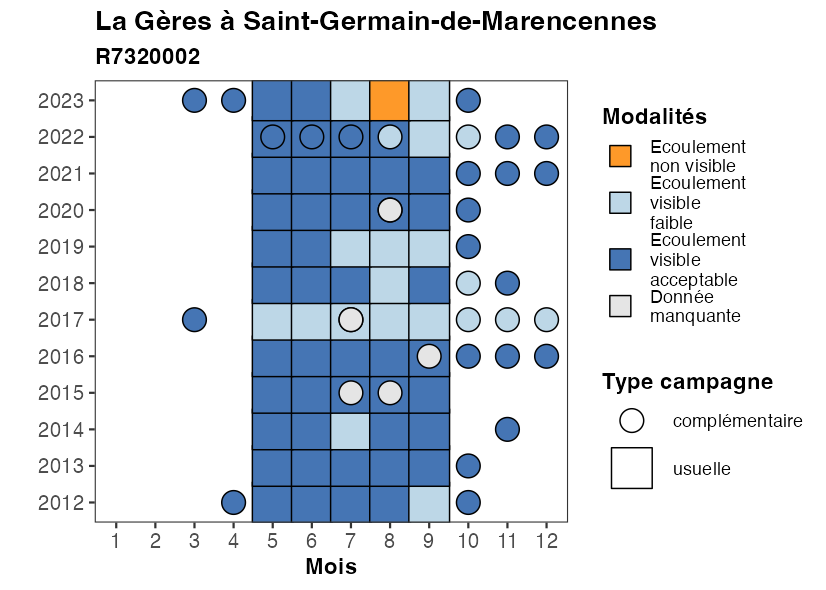 La Gères à Saint-Germain-de-Marencennes
R7320002
2023
2022
2021
2020
2019
2018
2017
2016
2015
2014
2013
2012
1 2 3 4 5 6 7 8 9 10 11 12
Mois
Modalités
Ecoulement
non visible
Ecoulement
visible
faible
Ecoulement
visible
acceptable
Donnée
manquante
Type campagne
complémentaire
usuelle